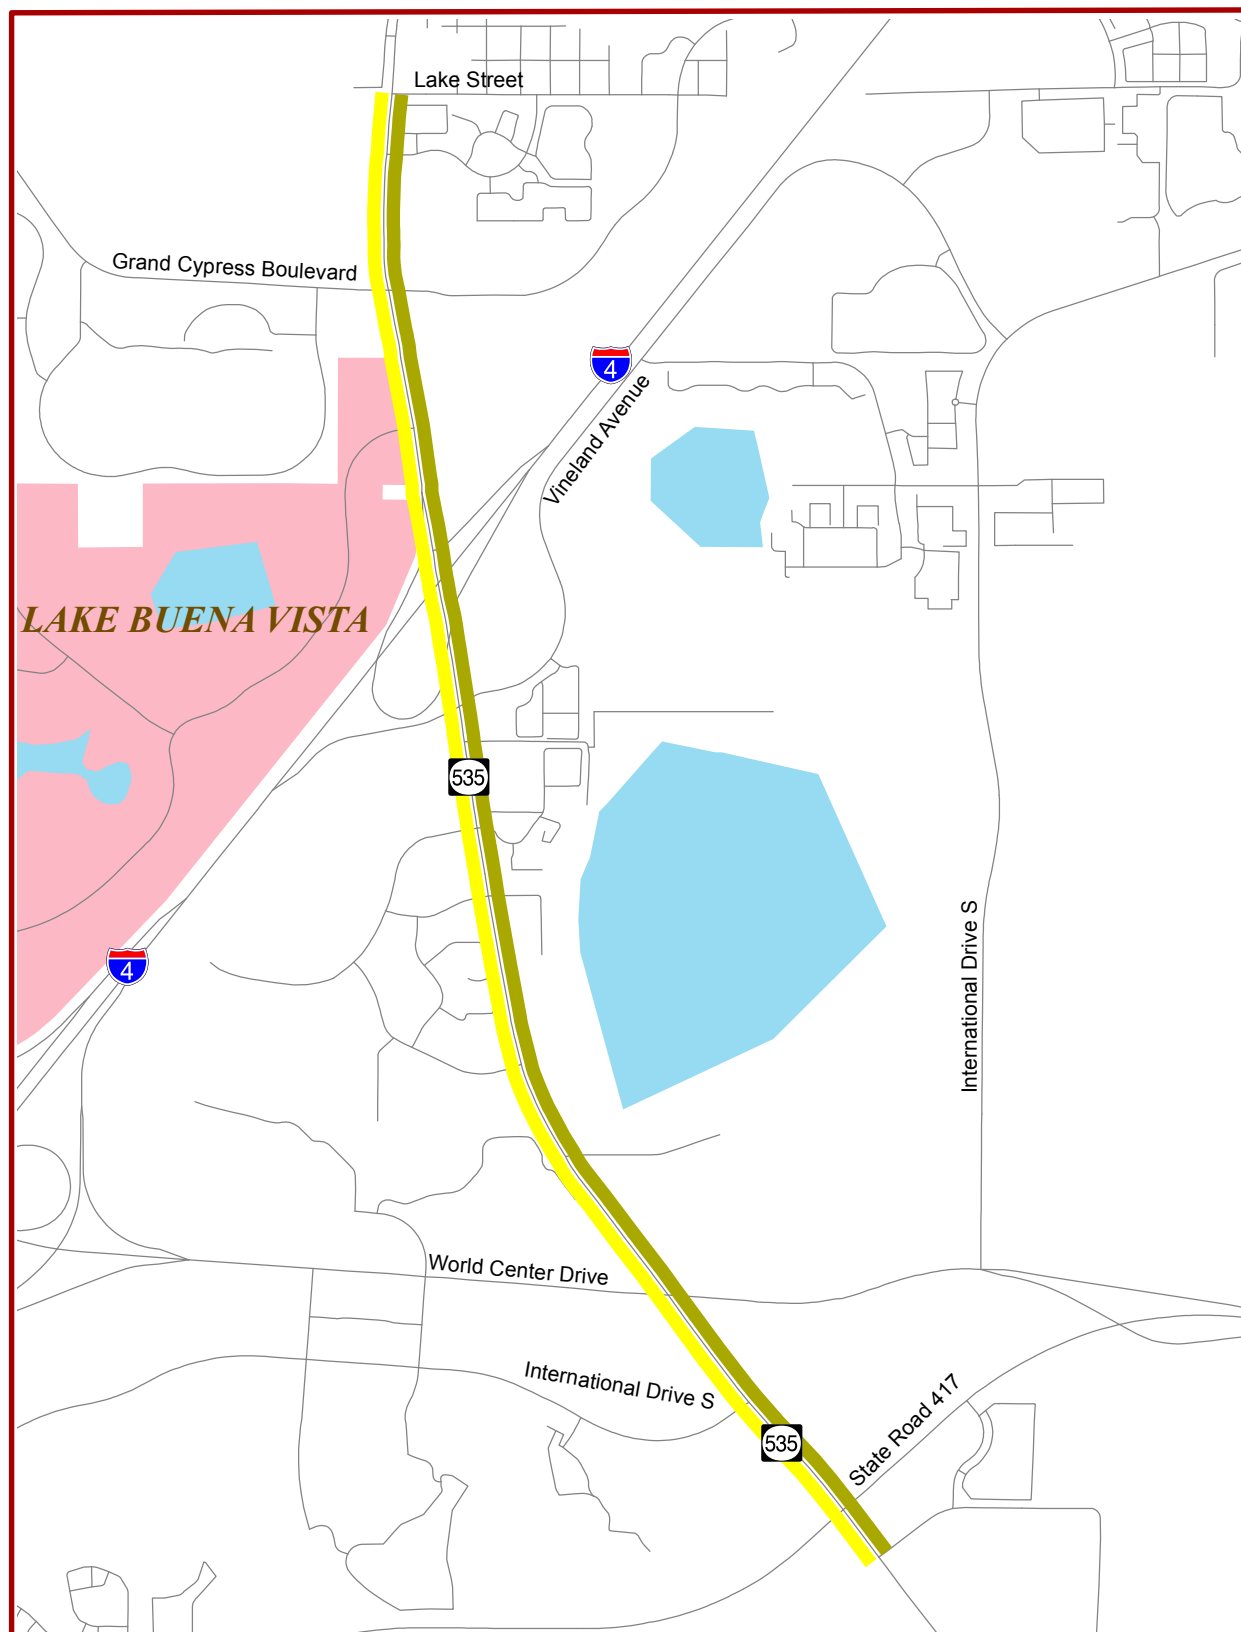 Lake Street
Grand Cypress Boulevard
4
Vineland Avenue
LAKE BUENA VISTA
535
4
International Drive S
World Center Drive
International Drive S
State Road 417
535